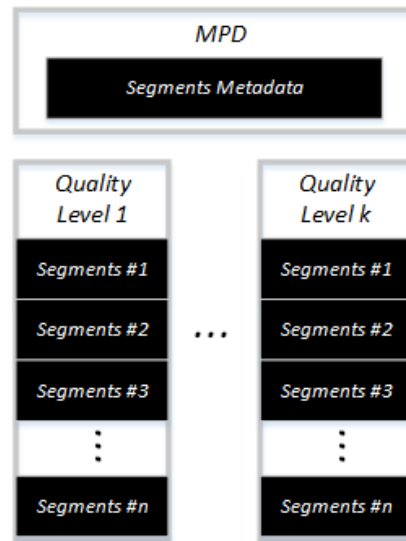 MPD
Segments Metadata
Quality
Level 1
Segments #1
Segments #2
Segments #3
⋮
Segments #n
...
Quality
Level k
Segments #1
Segments #2
Segments #3
⋮
Segments #n